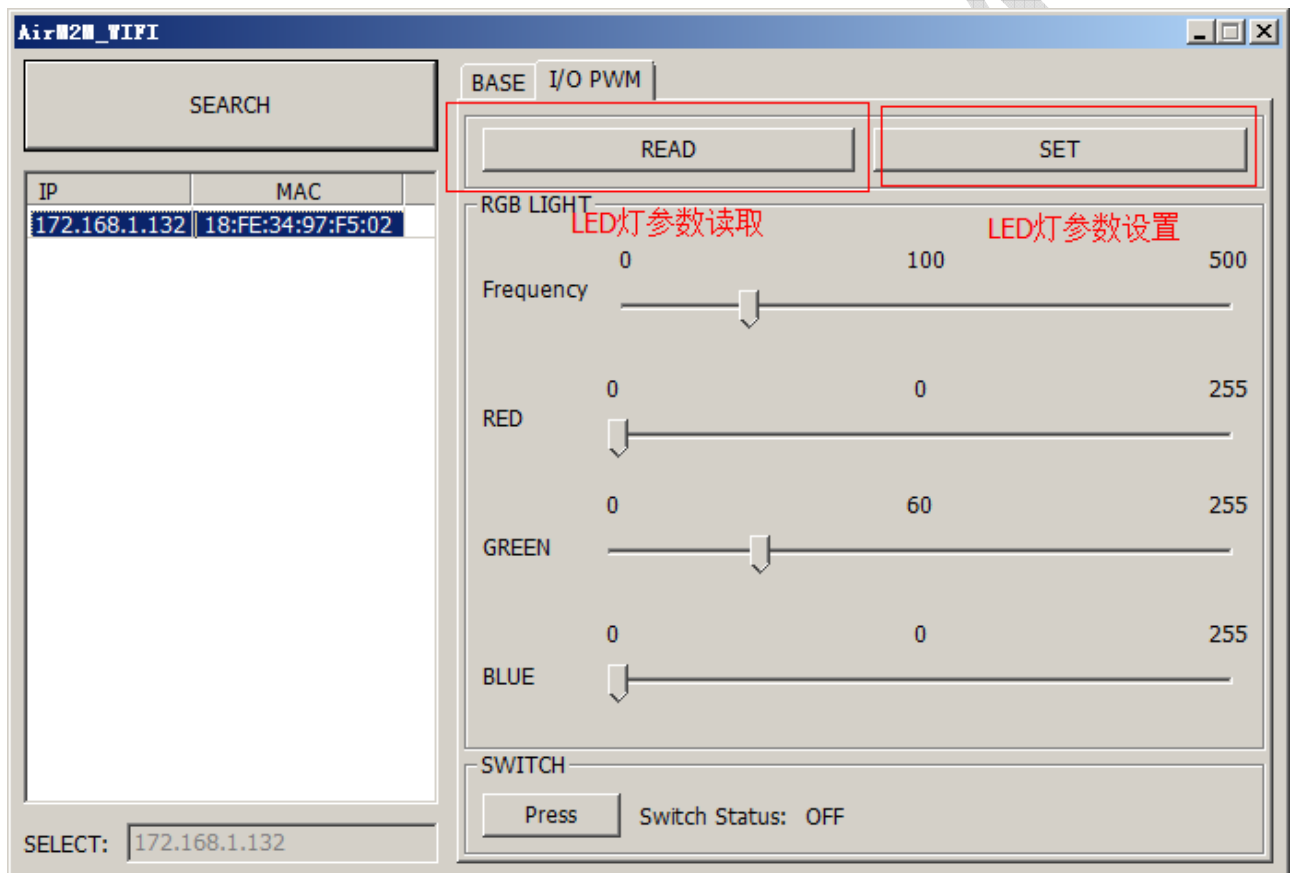 AirM2M_WIFI
SEARCH
IP MAC
172.168.1.132 18:FE:34:97:F5:02
SELECT: 172.168.1.132
BASE I/O PWM
READ SET
RGB LIGHT
LED灯参数读取 LED灯参数设置
0 100 500
Frequency
0 0 255
RED
0 60 255
GREEN
0 0 255
BLUE
SWITCH
Press Switch Status: OFF